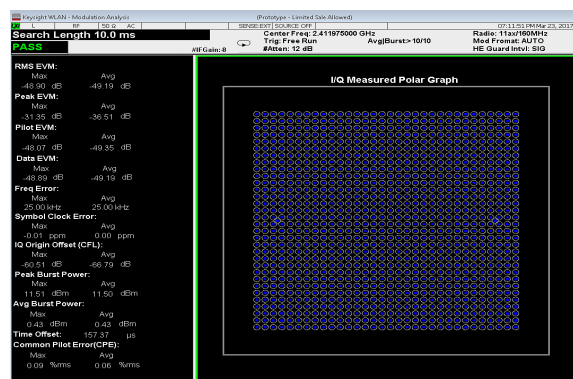 Keysight WLAN - Modulation Analysis (Prototype - Limited Sale Allowed)
L RF 50 Ω AC SENSE:EXT SOURCE OFF 07:11:51 PM Mar 23, 2017
Search Length 10.0 ms Center Freq: 2.411975000 GHz Radio: 11ax/160MHz
Trig: Free Run Avg|Burst> 10/10 Mod Fromat: AUTO
PASS #IFGain:-8 #Atten: 12 dB HE Guard Intvl: SIG
I/Q Measured Polar Graph
RMS EVM:
Max Avg
-48.90 dB -49.19 dB
Peak EVM:
Max Avg
-31.35 dB -36.51 dB
Pilot EVM:
Max Avg
-48.07 dB -49.35 dB
Data EVM:
Max Avg
-48.89 dB -49.19 dB
Freq Error:
Max Avg
25.00 kHz 25.00 kHz
Symbol Clock Error:
Max Avg
-0.01 ppm 0.00 ppm
IQ Origin Offset (CFL):
Max Avg
-60.51 dB -66.79 dB
Peak Burst Power:
Max Avg
11.51 dBm 11.50 dBm
Avg Burst Power:
Max Avg
0.43 dBm 0.43 dBm
Time Offset: 157.37 µs
Common Pilot Error(CPE):
Max Avg
0.09 %rms 0.06 %rms